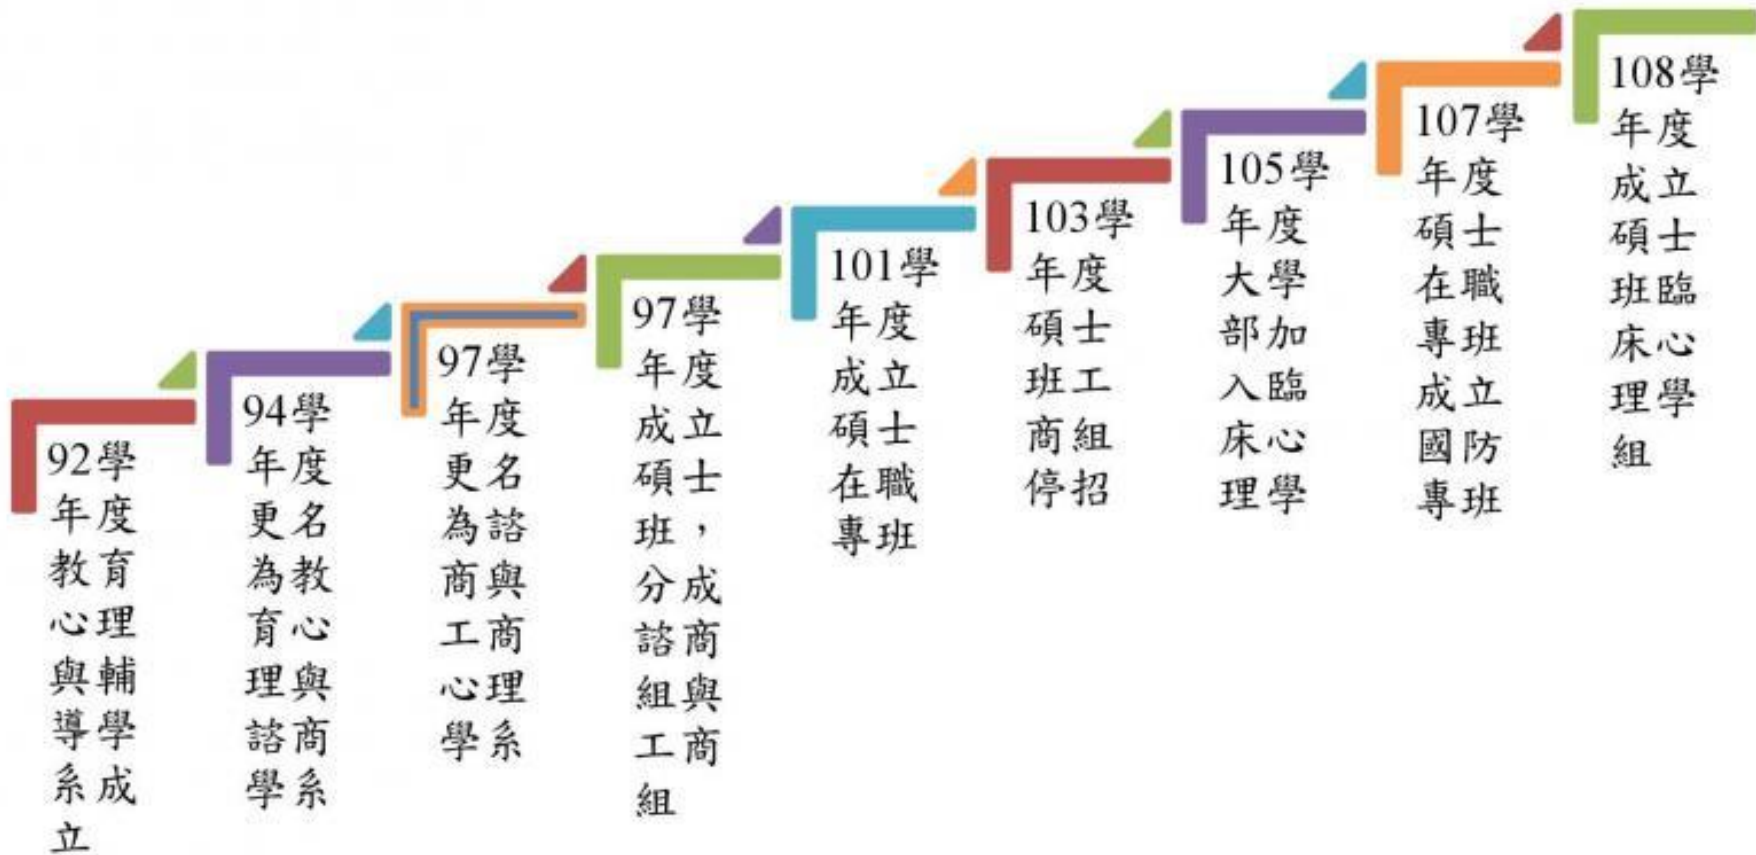 92學
年度
教育
心理
與輔
導學
系成
立
94學
年度
更名
為教
育心
理與
諮商
學系
97學
年度
更名
為諮
商與
工商
心理
學系
97學
年度
成立
碩士
班，
分成
諮商
組與
工商
組
101學
年度
成立
碩士
在職
專班
103學
年度
碩士
班工
商組
停招
105學
年度
大學
部加
入臨
床心
理學
107學
年度
碩士
在職
專班
成立
國防
專班
108學
年度
成立
碩士
班臨
床心
理學
組